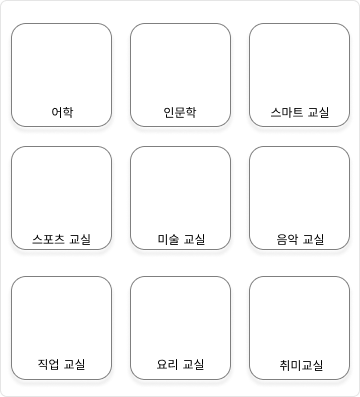 어학
인문학
스마트 교실
스포츠 교실
미술 교실
음악 교실
직업 교실
요리 교실
취미교실